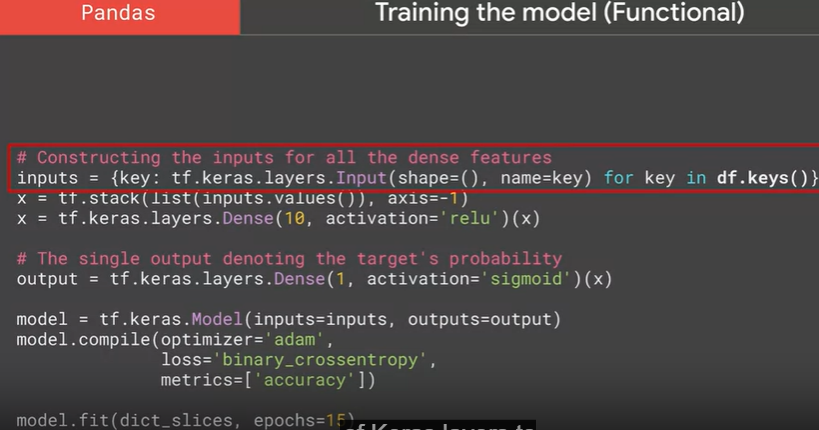 Pandas
Training the model (Functional)
# Constructing the inputs for all the dense features
inputs = {key: tf.keras.layers.Input(shape=(), name=key) for key in df.keys()}
x = tf.stack(list(inputs.values()), axis=-1)
x = tf.keras.layers.Dense(10, activation='relu')(x)
# The single output denoting the target's probability
output = tf.keras.layers.Dense(1, activation='sigmoid')(x)
model = tf.keras.Model(inputs=inputs, outputs=output)
model.compile(optimizer='adam',
loss='binary_crossentropy',
metrics=['accuracy'])
model.fit(dict_slices, epochs=15)
of Keras layers to